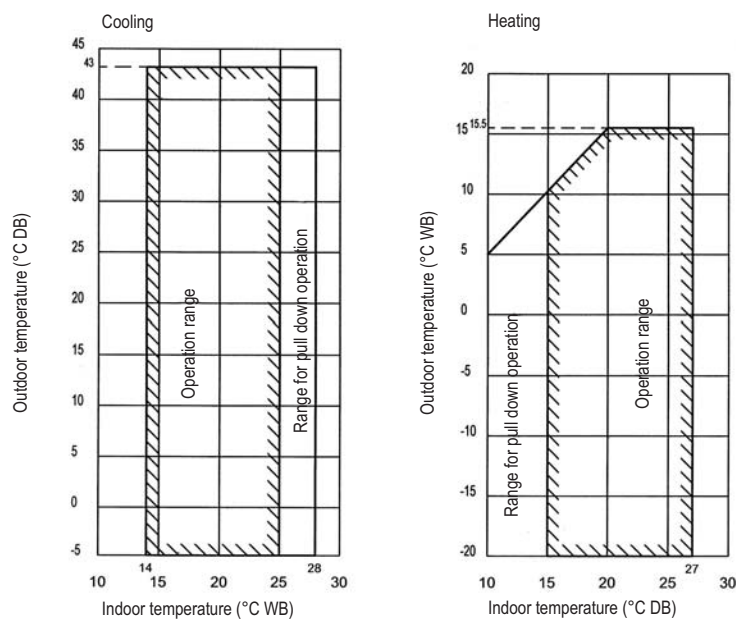 Cooling
45
43
40
35
30
25
20
15
10
5
0
-5
Outdoor temperature (°C DB)
Operation range
Range for pull down operation
14
28
10 15 20 25 30
Indoor temperature (°C WB)
Heating
20
15.5
15
10
5
0
-5
-10
-15
-20
Outdoor temperature (°C WB)
Range for pull down operation
Operation range
27
10 15 20 25 30
Indoor temperature (°C DB)